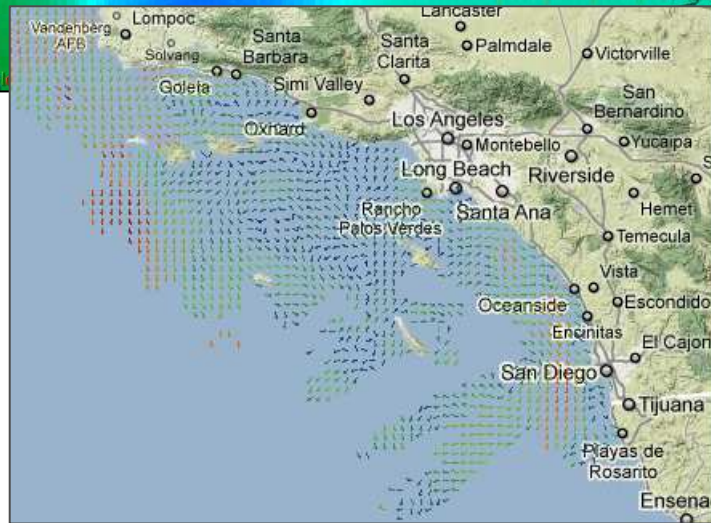 Lancaster
Vandenberg
AFB
Lompoc
Solvang
Santa
Barbara
Goleta
Santa
Clarita
Palmdale
Victorville
Simi Valley
San
Bernardino
Oxnard
Los Angeles
Montebello
Yucaipa
Long Beach
Riverside
Rancho
Palos Verdes
Santa Ana
Hemet
Temecula
Vista
Oceanside
Escondido
Encinitas
El Cajon
San Diego
Tijuana
Playas de
Rosarito
Ensena